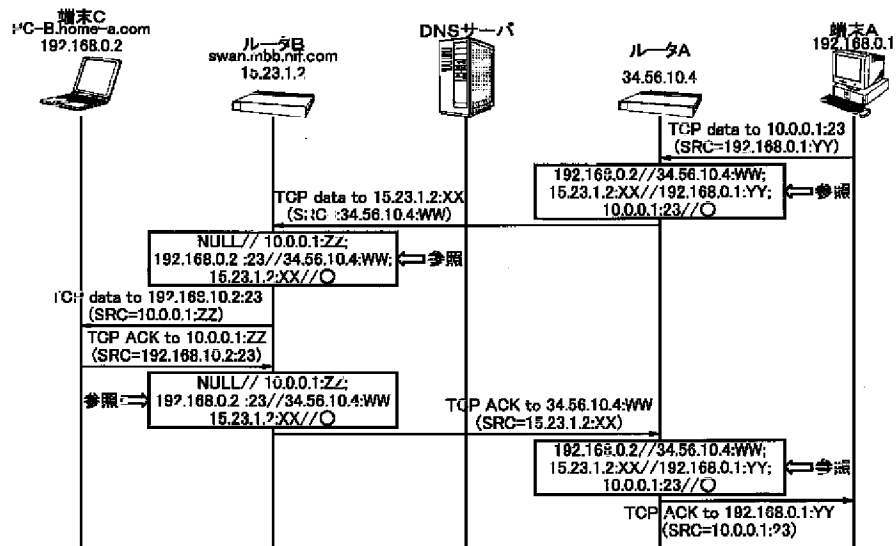 端末C
PC-B.home-a.com
192.168.0.2
ルータB
swan.mbb.nif.com
15.23.1.2
DNSサーバ
ルータA
34.56.10.4
端末A
192.168.0.1
TCP data to 10.0.0.1:23
(SRC=192.168.0.1:YY)
192.168.0.2//34.56.10.4:WW;
15.23.1.2:XX//192.168.0.1:YY;
10.0.0.1:23//○
参照
TCP data to 15.23.1.2:XX
(SRC=:34.56.10.4:WW)
NULL// 10.0.0.1:ZZ;
192.168.0.2 :23//34.56.10.4:WW;
15.23.1.2:XX//○
参照
TCP data to 192.168.10.2:23
(SRC=10.0.0.1:ZZ)
TCP ACK to 10.0.0.1:ZZ
(SRC=192.168.10.2:23)
NULL// 10.0.0.1:ZZ;
192.168.0.2 :23//34.56.10.4:WW
15.23.1.2:XX//○
参照
TCP ACK to 34.56.10.4:WW
(SRC=15.23.1.2:XX)
192.168.0.2//34.56.10.4:WW;
15.23.1.2:XX//192.168.0.1:YY;
10.0.0.1:23//○
参照
TCP ACK to 192.168.0.1:YY
(SRC=10.0.0.1:23)